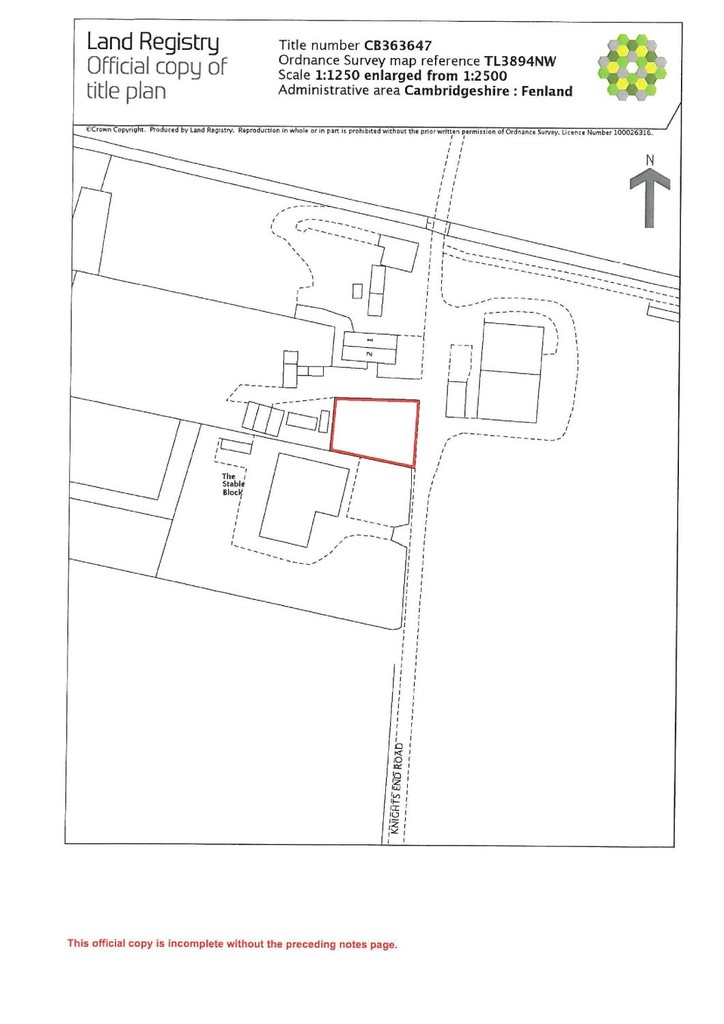 Land Registry
Official copy of
title plan
Title number CB363647
Ordnance Survey map reference TL3894NW
Scale 1:1250 enlarged from 1:2500
Administrative area Cambridgeshire : Fenland
©Crown Copyright. Produced by Land Registry. Reproduction in whole or in part is prohibited without the prior written permission of Ordnance Survey. Licence Number 100026316.
N
1
2
The
Stable
Block
KNIGHTS END ROAD
This official copy is incomplete without the preceding notes page.